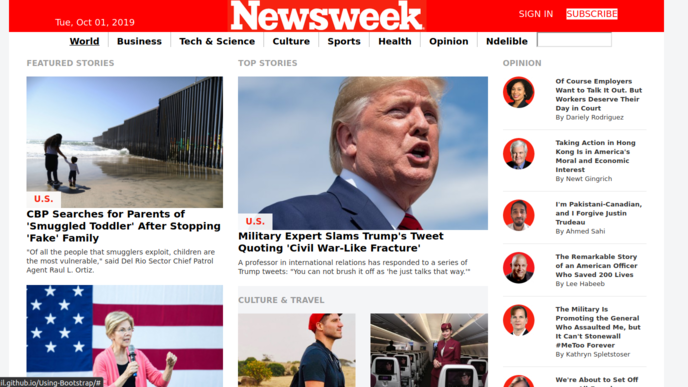 Newsweek
Tue, Oct 01, 2019
SIGN IN
SUBSCRIBE
World
Business
Tech & Science
Culture
Sports
Health
Opinion
Ndelible
FEATURED STORIES
U.S.
CBP Searches for Parents of
'Smuggled Toddler' After Stopping
'Fake' Family
"Of all the people that smugglers exploit, children are
the most vulnerable," said Del Rio Sector Chief Patrol
Agent Raul L. Ortiz.
TOP STORIES
U.S.
Military Expert Slams Trump's Tweet
Quoting 'Civil War-Like Fracture'
A professor in international relations has responded to a series of
Trump tweets: "You can not brush it off as 'he just talks that way.'"
CULTURE & TRAVEL
OPINION
Of Course Employers
Want to Talk It Out. But
Workers Deserve Their
Day in Court
By Dariely Rodriguez
Taking Action in Hong
Kong Is in America's
Moral and Economic
Interest
By Newt Gingrich
I'm Pakistani-Canadian,
and I Forgive Justin
Trudeau
By Ahmed Sahi
The Remarkable Story
of an American Officer
Who Saved 200 Lives
By Lee Habeeb
The Military Is
Promoting the General
Who Assaulted Me, but
It Can't Stonewall
#MeToo Forever
By Kathryn Spletstoser
We're About to Set Off
il.github.io/Using-Bootstrap/#